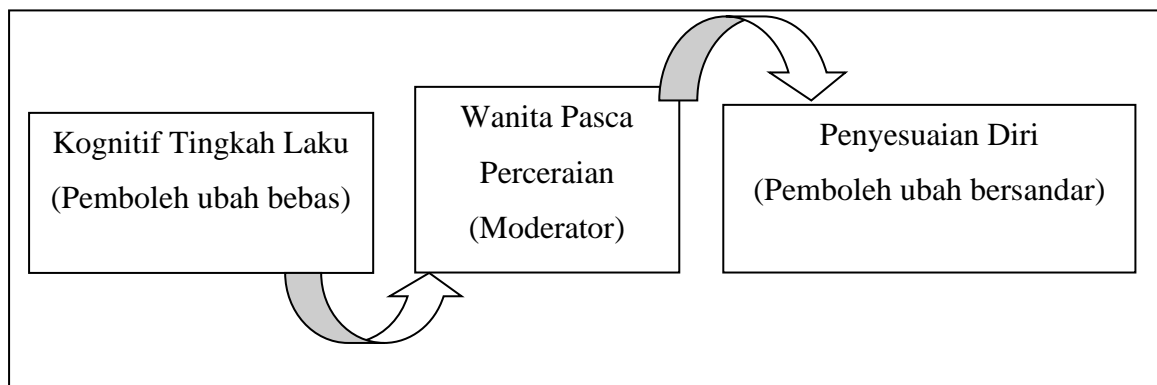 Kognitif Tingkah Laku
(Pemboleh ubah bebas)
Wanita Pasca
Perceraian
(Moderator)
Penyesuaian Diri
(Pemboleh ubah bersandar)